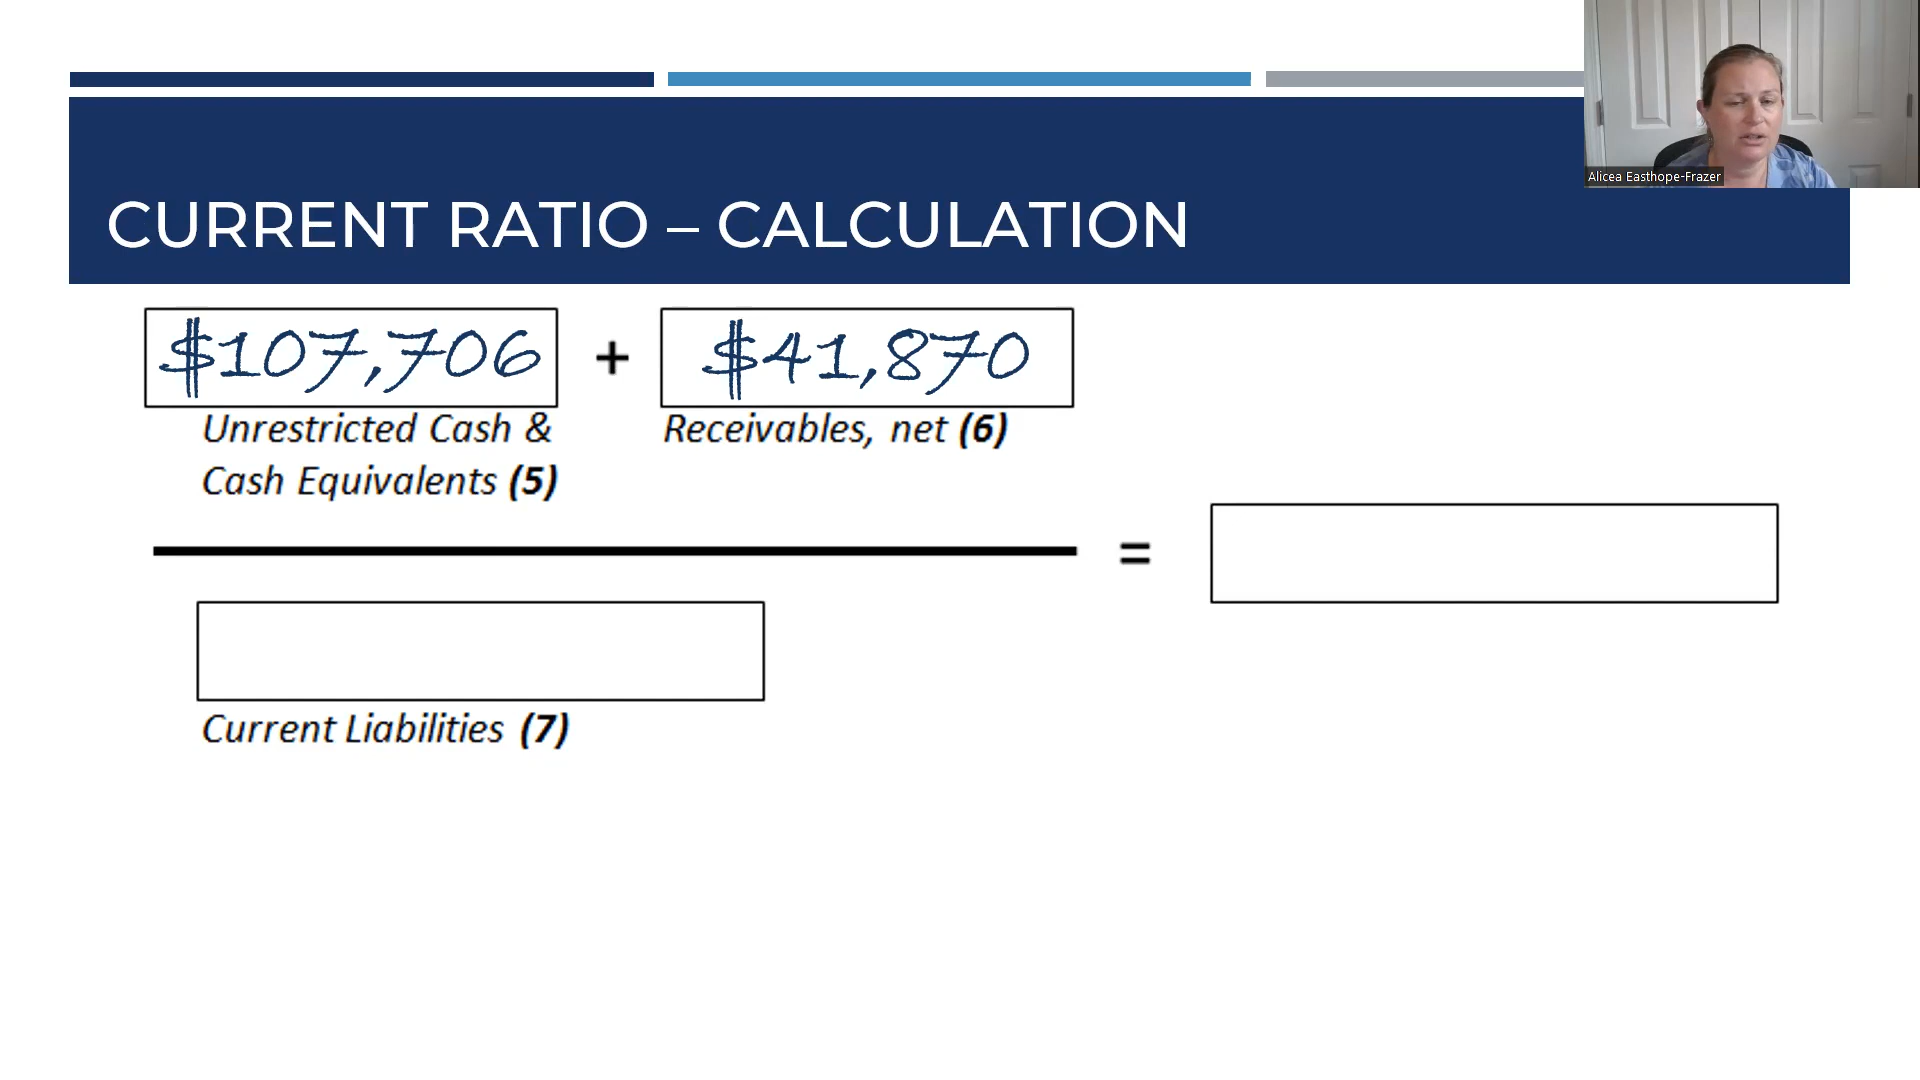 Alicea Easthope-Frazer
CURRENT RATIO – CALCULATION
$107,706 + $41,870
Unrestricted Cash & Receivables, net (6)
Cash Equivalents (5)
=
Current Liabilities (7)